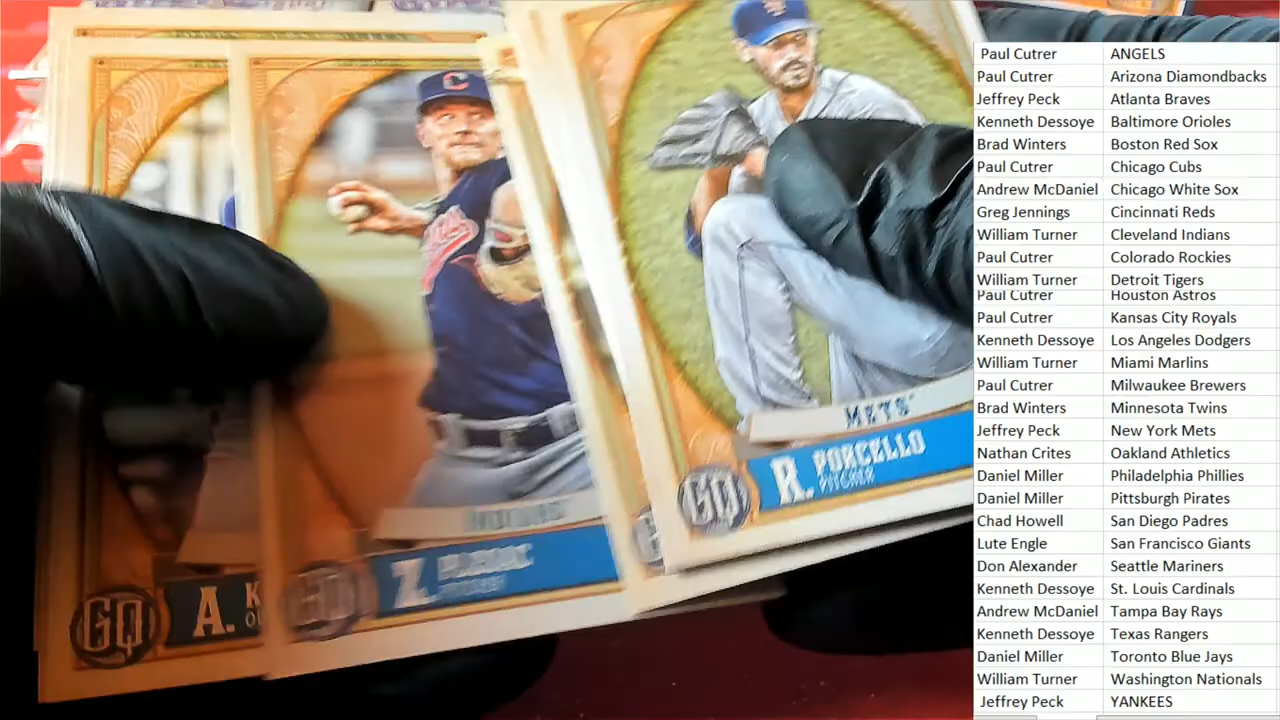 METS
R. PORCELLO
PITCHER
GQ
Z.
GQ
A. K
Paul Cutrer ANGELS
Paul Cutrer Arizona Diamondbacks
Jeffrey Peck Atlanta Braves
Kenneth Dessoye Baltimore Orioles
Brad Winters Boston Red Sox
Paul Cutrer Chicago Cubs
Andrew McDaniel Chicago White Sox
Greg Jennings Cincinnati Reds
William Turner Cleveland Indians
Paul Cutrer Colorado Rockies
William Turner Detroit Tigers
Paul Cutrer Houston Astros
Paul Cutrer Kansas City Royals
Kenneth Dessoye Los Angeles Dodgers
William Turner Miami Marlins
Paul Cutrer Milwaukee Brewers
Brad Winters Minnesota Twins
Jeffrey Peck New York Mets
Nathan Crites Oakland Athletics
Daniel Miller Philadelphia Phillies
Daniel Miller Pittsburgh Pirates
Chad Howell San Diego Padres
Lute Engle San Francisco Giants
Don Alexander Seattle Mariners
Kenneth Dessoye St. Louis Cardinals
Andrew McDaniel Tampa Bay Rays
Kenneth Dessoye Texas Rangers
Daniel Miller Toronto Blue Jays
William Turner Washington Nationals
Jeffrey Peck YANKEES